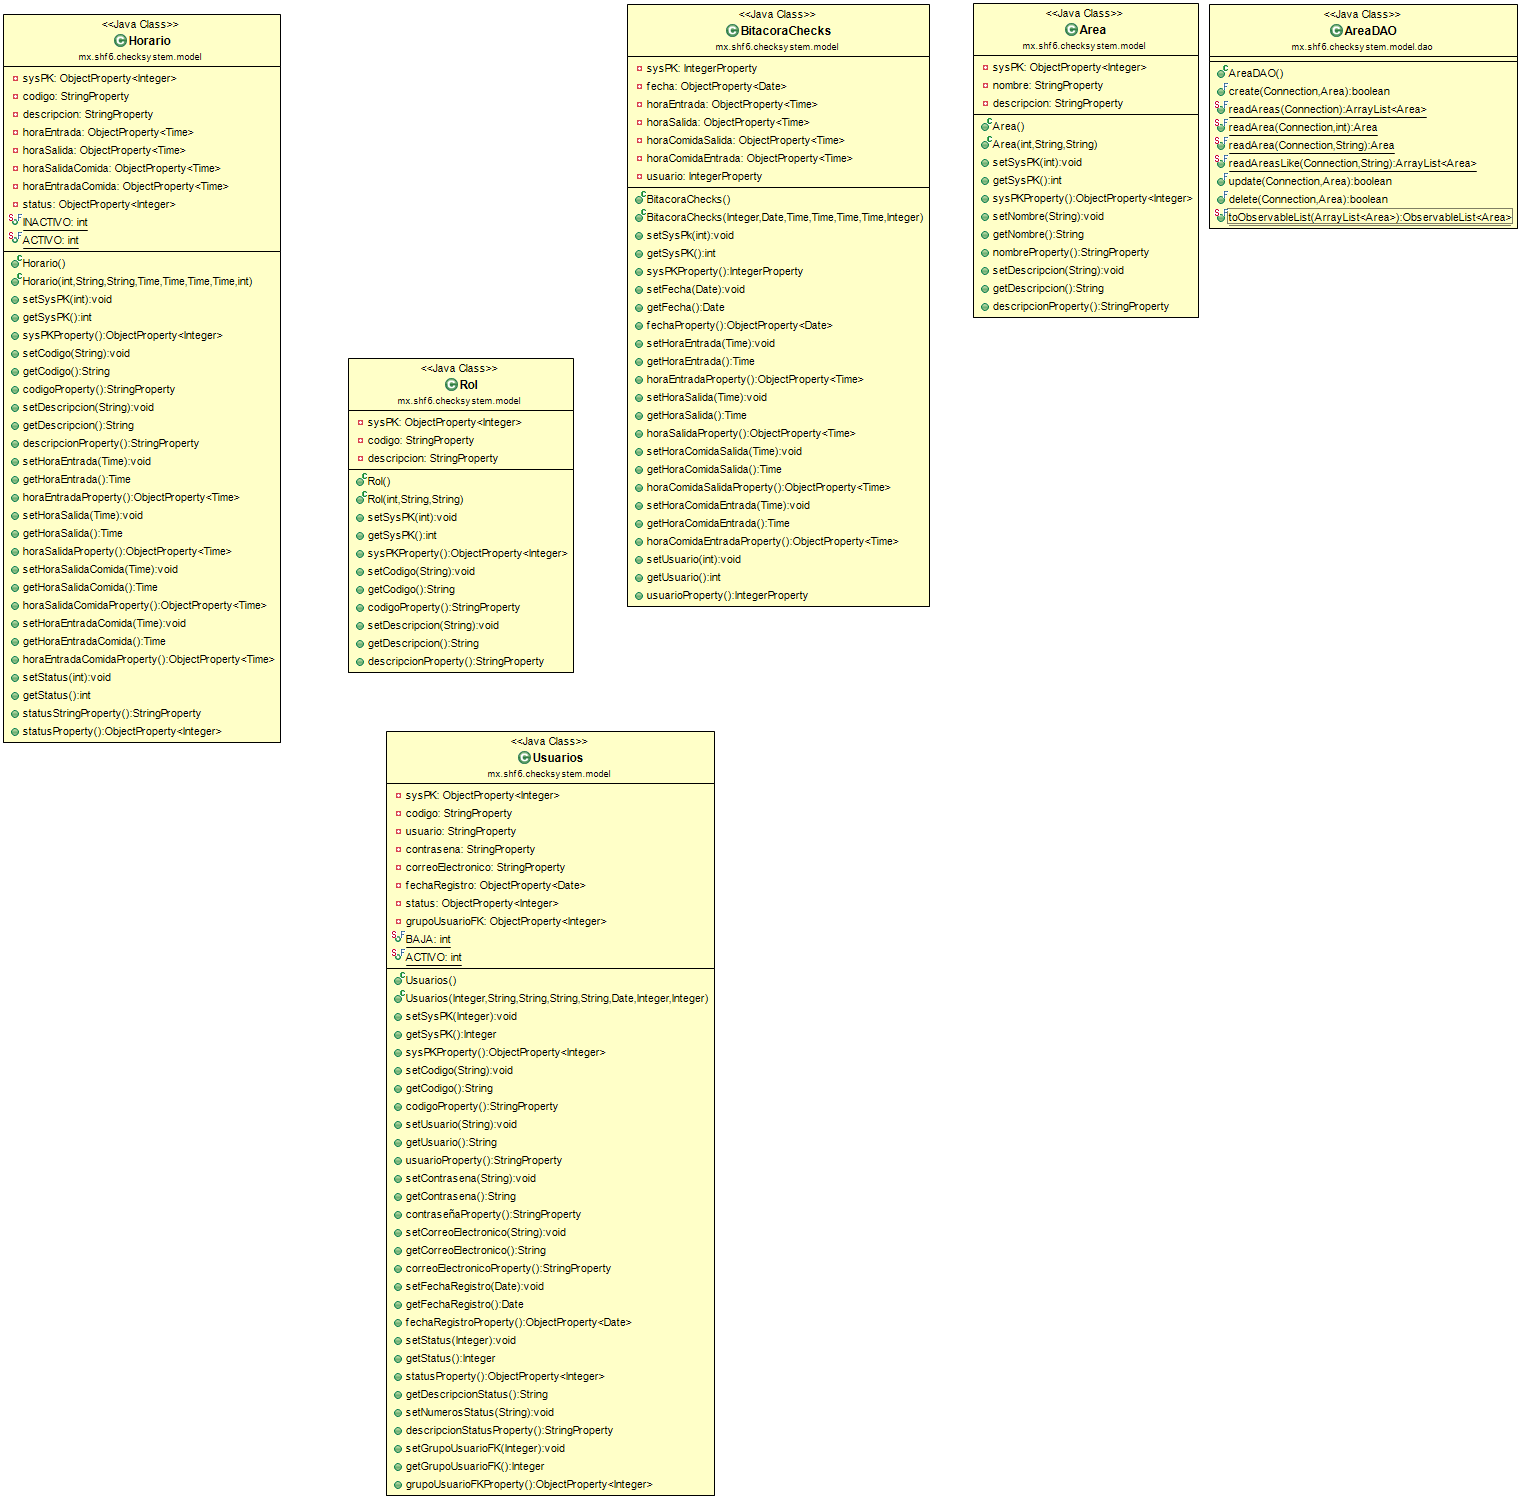 <<Java Class>>
Horario
mx.shf6.checksystem.model
sysPK: ObjectProperty<Integer>
codigo: StringProperty
descripcion: StringProperty
horaEntrada: ObjectProperty<Time>
horaSalida: ObjectProperty<Time>
horaSalidaComida: ObjectProperty<Time>
horaEntradaComida: ObjectProperty<Time>
status: ObjectProperty<Integer>
INACTIVO: int
ACTIVO: int
Horario()
Horario(int,String,String,Time,Time,Time,Time,int)
setSysPK(int):void
getSysPK():int
sysPKProperty():ObjectProperty<Integer>
setCodigo(String):void
getCodigo():String
codigoProperty():StringProperty
setDescripcion(String):void
getDescripcion():String
descripcionProperty():StringProperty
setHoraEntrada(Time):void
getHoraEntrada():Time
horaEntradaProperty():ObjectProperty<Time>
setHoraSalida(Time):void
getHoraSalida():Time
horaSalidaProperty():ObjectProperty<Time>
setHoraSalidaComida(Time):void
getHoraSalidaComida():Time
horaSalidaComidaProperty():ObjectProperty<Time>
setHoraEntradaComida(Time):void
getHoraEntradaComida():Time
horaEntradaComidaProperty():ObjectProperty<Time>
setStatus(int):void
getStatus():int
statusStringProperty():StringProperty
statusProperty():ObjectProperty<Integer>
<<Java Class>>
Rol
mx.shf6.checksystem.model
sysPK: ObjectProperty<Integer>
codigo: StringProperty
descripcion: StringProperty
Rol()
Rol(int,String,String)
setSysPK(int):void
getSysPK():int
sysPKProperty():ObjectProperty<Integer>
setCodigo(String):void
getCodigo():String
codigoProperty():StringProperty
setDescripcion(String):void
getDescripcion():String
descripcionProperty():StringProperty
<<Java Class>>
BitacoraChecks
mx.shf6.checksystem.model
sysPK: IntegerProperty
fecha: ObjectProperty<Date>
horaEntrada: ObjectProperty<Time>
horaSalida: ObjectProperty<Time>
horaComidaSalida: ObjectProperty<Time>
horaComidaEntrada: ObjectProperty<Time>
usuario: IntegerProperty
BitacoraChecks()
BitacoraChecks(Integer,Date,Time,Time,Time,Time,Integer)
setSysPk(int):void
getSysPK():int
sysPKProperty():IntegerProperty
setFecha(Date):void
getFecha():Date
fechaProperty():ObjectProperty<Date>
setHoraEntrada(Time):void
getHoraEntrada():Time
horaEntradaProperty():ObjectProperty<Time>
setHoraSalida(Time):void
getHoraSalida():Time
horaSalidaProperty():ObjectProperty<Time>
setHoraComidaSalida(Time):void
getHoraComidaSalida():Time
horaComidaSalidaProperty():ObjectProperty<Time>
setHoraComidaEntrada(Time):void
getHoraComidaEntrada():Time
horaComidaEntradaProperty():ObjectProperty<Time>
setUsuario(int):void
getUsuario():int
usuarioProperty():IntegerProperty
<<Java Class>>
Area
mx.shf6.checksystem.model
sysPK: ObjectProperty<Integer>
nombre: StringProperty
descripcion: StringProperty
Area()
Area(int,String,String)
setSysPK(int):void
getSysPK():int
sysPKProperty():ObjectProperty<Integer>
setNombre(String):void
getNombre():String
nombreProperty():StringProperty
setDescripcion(String):void
getDescripcion():String
descripcionProperty():StringProperty
<<Java Class>>
AreaDAO
mx.shf6.checksystem.model.dao
AreaDAO()
create(Connection,Area):boolean
readAreas(Connection):ArrayList<Area>
readArea(Connection,int):Area
readArea(Connection,String):Area
readAreasLike(Connection,String):ArrayList<Area>
update(Connection,Area):boolean
delete(Connection,Area):boolean
toObservableList(ArrayList<Area>):ObservableList<Area>
<<Java Class>>
Usuarios
mx.shf6.checksystem.model
sysPK: ObjectProperty<Integer>
codigo: StringProperty
usuario: StringProperty
contrasena: StringProperty
correoElectronico: StringProperty
fechaRegistro: ObjectProperty<Date>
status: ObjectProperty<Integer>
grupoUsuarioFK: ObjectProperty<Integer>
BAJA: int
ACTIVO: int
Usuarios()
Usuarios(Integer,String,String,String,String,Date,Integer,Integer)
setSysPK(Integer):void
getSysPK():Integer
sysPKProperty():ObjectProperty<Integer>
setCodigo(String):void
getCodigo():String
codigoProperty():StringProperty
setUsuario(String):void
getUsuario():String
usuarioProperty():StringProperty
setContrasena(String):void
getContrasena():String
contraseñaProperty():StringProperty
setCorreoElectronico(String):void
getCorreoElectronico():String
correoElectronicoProperty():StringProperty
setFechaRegistro(Date):void
getFechaRegistro():Date
fechaRegistroProperty():ObjectProperty<Date>
setStatus(Integer):void
getStatus():Integer
statusProperty():ObjectProperty<Integer>
getDescripcionStatus():String
setNumerosStatus(String):void
descripcionStatusProperty():StringProperty
setGrupoUsuarioFK(Integer):void
getGrupoUsuarioFK():Integer
grupoUsuarioFKProperty():ObjectProperty<Integer>